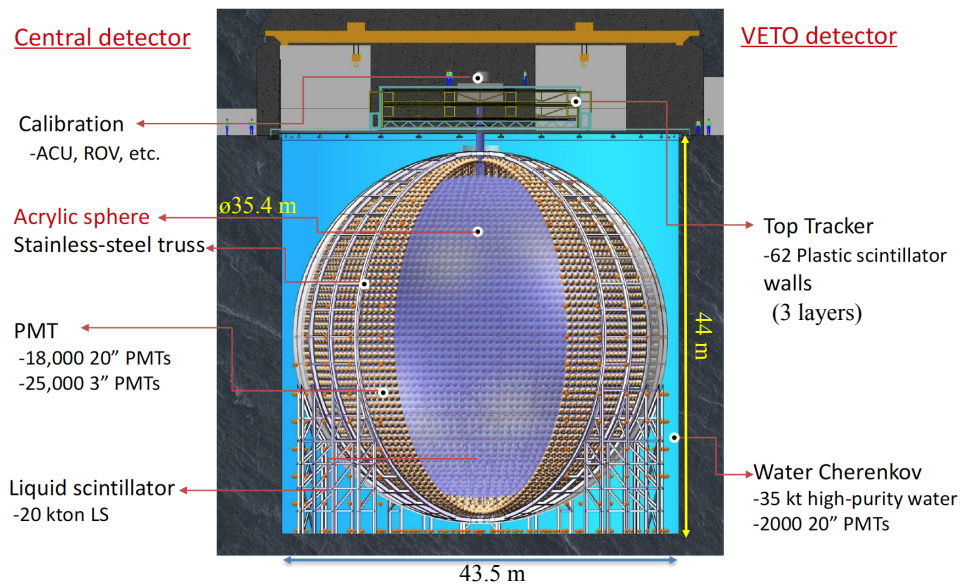 Central detector
VETO detector
Calibration
-ACU, ROV, etc.
Acrylic sphere
ø35.4 m
Stainless-steel truss
PMT
-18,000 20” PMTs
-25,000 3” PMTs
Liquid scintillator
-20 kton LS
Top Tracker
-62 Plastic scintillator
walls
(3 layers)
44 m
Water Cherenkov
-35 kt high-purity water
-2000 20” PMTs
43.5 m